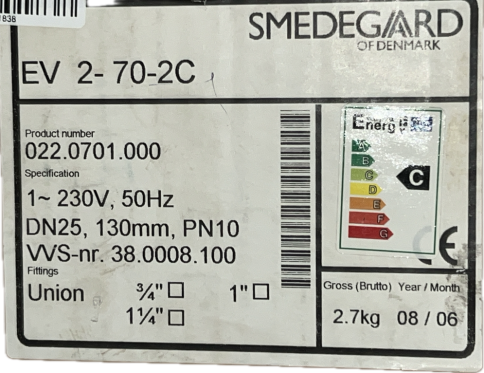 1838
SMEDEGAARD
OF DENMARK
EV 2-70-2C
Product number
022.0701.000
Specification
1~ 230V, 50Hz
DN25, 130mm, PN10
VVS-nr. 38.0008.100
Fittings
Union ¾" □ 1" □
1¼" □
Energi
A
B
C
D
E
F
G
C
CE
Gross (Brutto) Year / Month
2.7kg 08 / 06